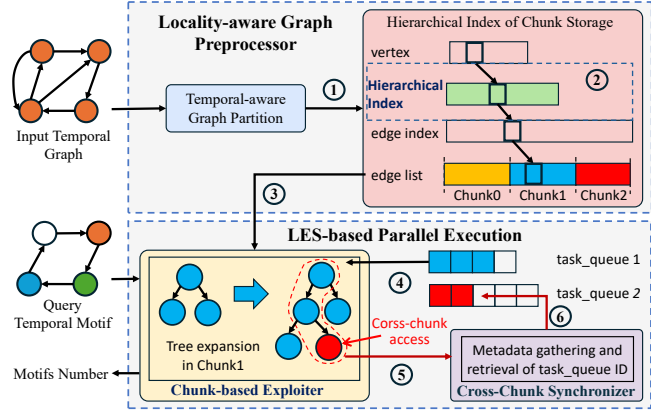 Locality-aware Graph
Preprocessor
Hierarchical Index of Chunk Storage
vertex
Hierarchical
Index
2
edge index
edge list
Chunk0 Chunk1 Chunk2
Input Temporal
Graph
Temporal-aware
Graph Partition
1
3
LES-based Parallel Execution
Query
Temporal Motif
Motifs Number
Tree expansion
in Chunk1
Corss-chunk
access
Chunk-based Exploiter
4
task_queue 1
task_queue 2
6
5
Metadata gathering and
retrieval of task_queue ID
Cross-Chunk Synchronizer